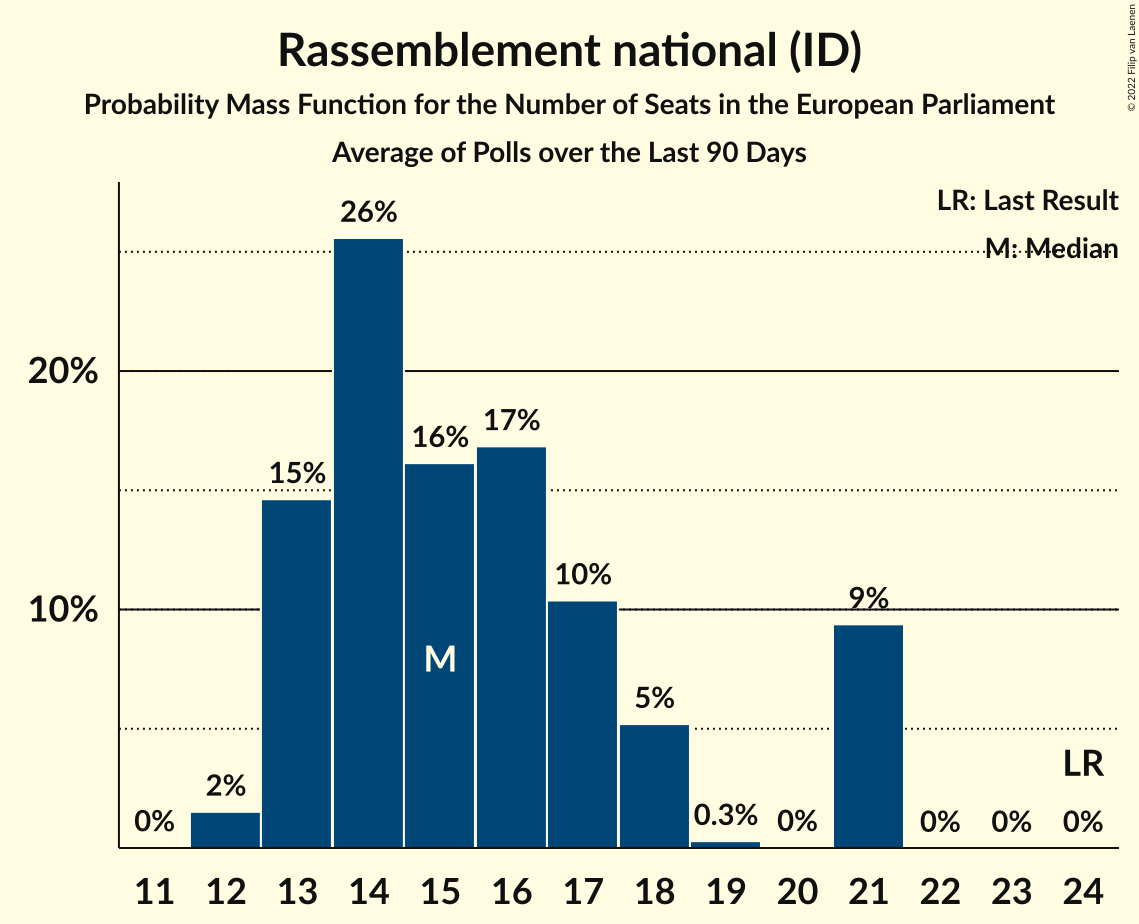 Rassemblement national (ID)
Probability Mass Function for the Number of Seats in the European Parliament
Average of Polls over the Last 90 Days
© 2022 Filip van Laenen
LR: Last Result
M: Median
20%
10%
0%
2%
15%
26%
16%
17%
10%
5%
0.3%
0%
9%
0%
0%
0%
M
LR
11 12 13 14 15 16 17 18 19 20 21 22 23 24